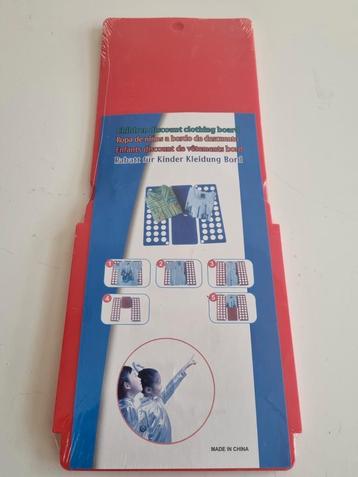 Children discount clothing board
Ropa de niños a bordo de descuento
Enfants discount de vêtements bord
Rabatt für Kinder Kleidung Bord
1
2
3
4
5
MADE IN CHINA